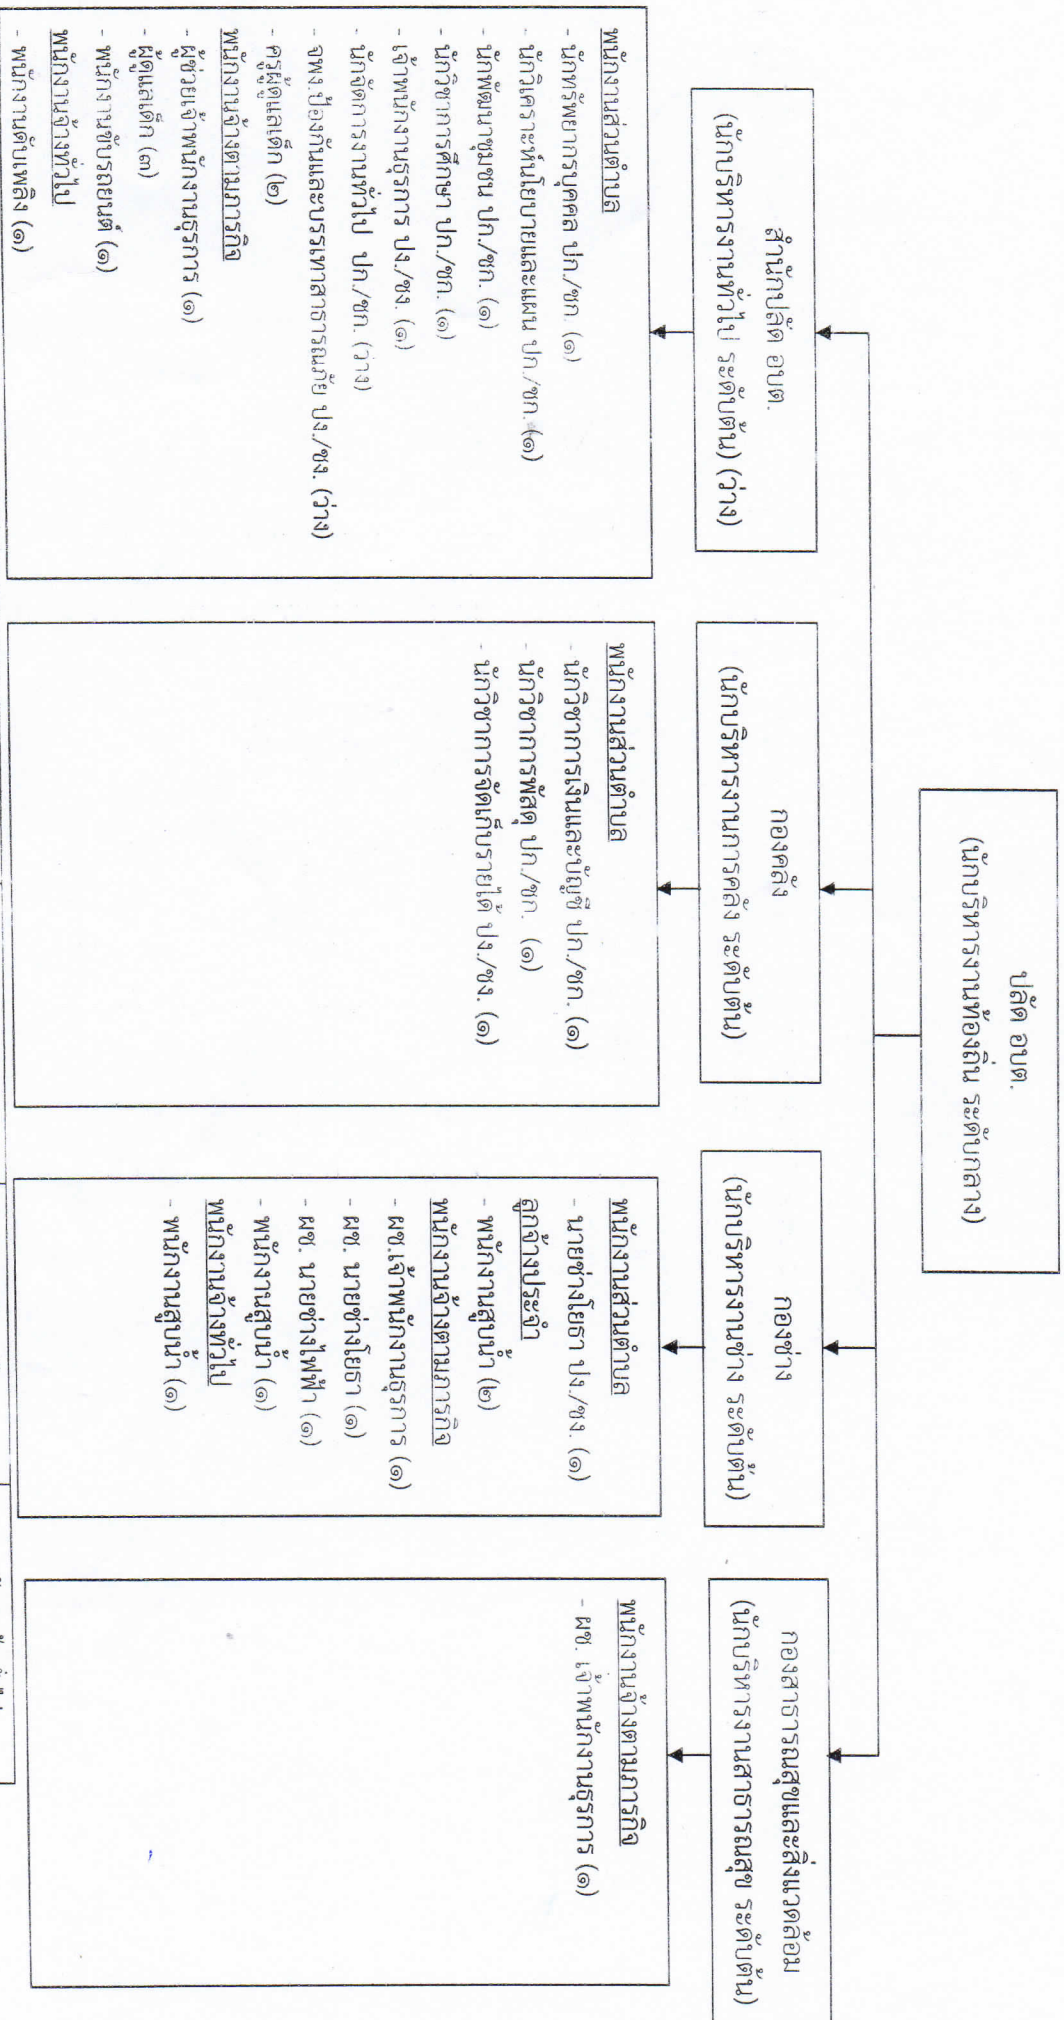 ปลัด อบต.
(นักบริหารงานท้องถิ่น ระดับกลาง)
สำนักปลัด อบต.
(นักบริหารงานทั่วไป ระดับต้น) (ว่าง)
พนักงานส่วนตำบล
- นักทรัพยากรบุคคล ปก./ชก. (๑)
- นักวิเคราะห์นโยบายและแผน ปก./ชก. (๑)
- นักพัฒนาชุมชน ปก./ชก. (๑)
- นักวิชาการศึกษา ปก./ชก. (๑)
- เจ้าพนักงานธุรการ ปง./ชง. (๑)
- นักจัดการงานทั่วไป ปก./ชก. (ว่าง)
- จพง.ป้องกันและบรรเทาสาธารณภัย ปง./ชง. (ว่าง)
- ครูผู้ดูแลเด็ก (๒)
พนักงานจ้างตามภารกิจ
- ผู้ช่วยเจ้าพนักงานธุรการ (๑)
- ผู้ดูแลเด็ก (๓)
- พนักงานขับรถยนต์ (๑)
พนักงานจ้างทั่วไป
- พนักงานดับเพลิง (๑)
กองคลัง
(นักบริหารงานการคลัง ระดับต้น)
พนักงานส่วนตำบล
- นักวิชาการเงินและบัญชี ปก./ชก. (๑)
- นักวิชาการพัสดุ ปก./ชก. (๑)
- นักวิชาการจัดเก็บรายได้ ปง./ชง. (๑)
กองช่าง
(นักบริหารงานช่าง ระดับต้น)
พนักงานส่วนตำบล
- นายช่างโยธา ปง./ชง. (๑)
ลูกจ้างประจำ
- พนักงานสูบน้ำ (๒)
พนักงานจ้างตามภารกิจ
- ผช.เจ้าพนักงานธุรการ (๑)
- ผช. นายช่างโยธา (๑)
- ผช. นายช่างไฟฟ้า (๑)
- พนักงานสูบน้ำ (๑)
พนักงานจ้างทั่วไป
- พนักงานสูบน้ำ (๑)
กองสาธารณสุขและสิ่งแวดล้อม
(นักบริหารงานสาธารณสุข ระดับต้น)
พนักงานจ้างตามภารกิจ
- ผช. เจ้าพนักงานธุรการ (๑)